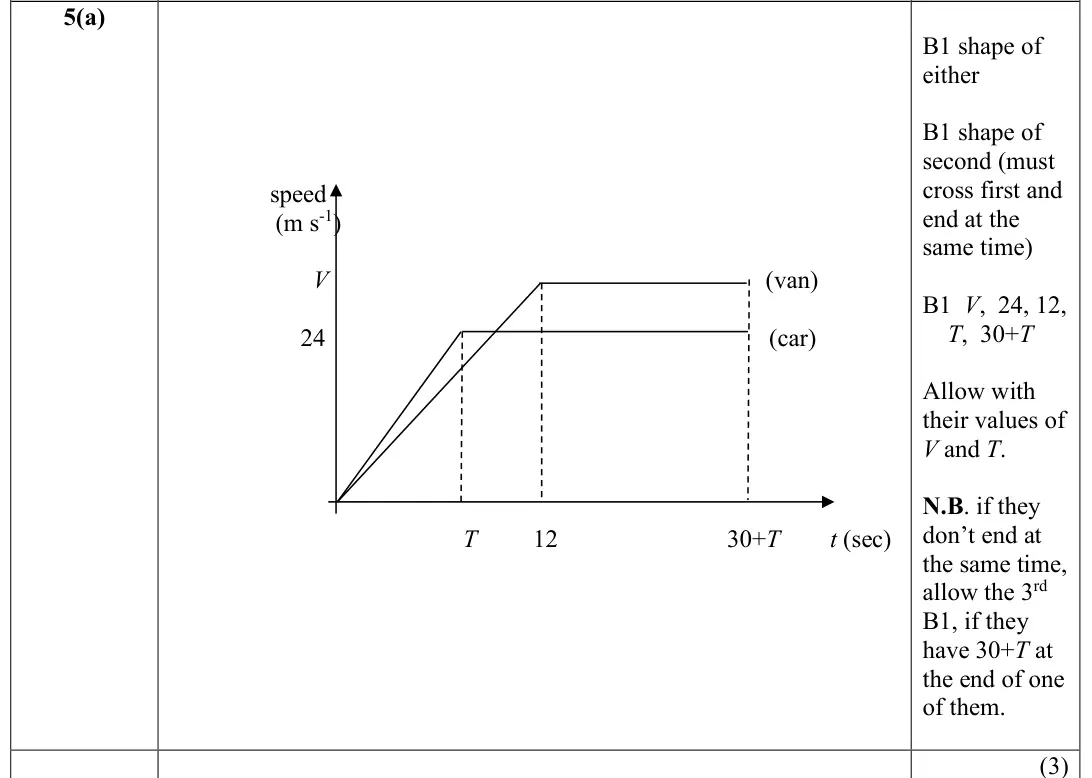 5(a)
B1 shape of
either
B1 shape of
second (must
cross first and
end at the
same time)
B1 V, 24, 12,
T, 30+T
Allow with
their values of
V and T.
N.B. if they
don’t end at
the same time,
allow the 3rd
B1, if they
have 30+T at
the end of one
of them.
speed
(m s-1)
V
(van)
24
(car)
T 12 30+T t (sec)
(3)